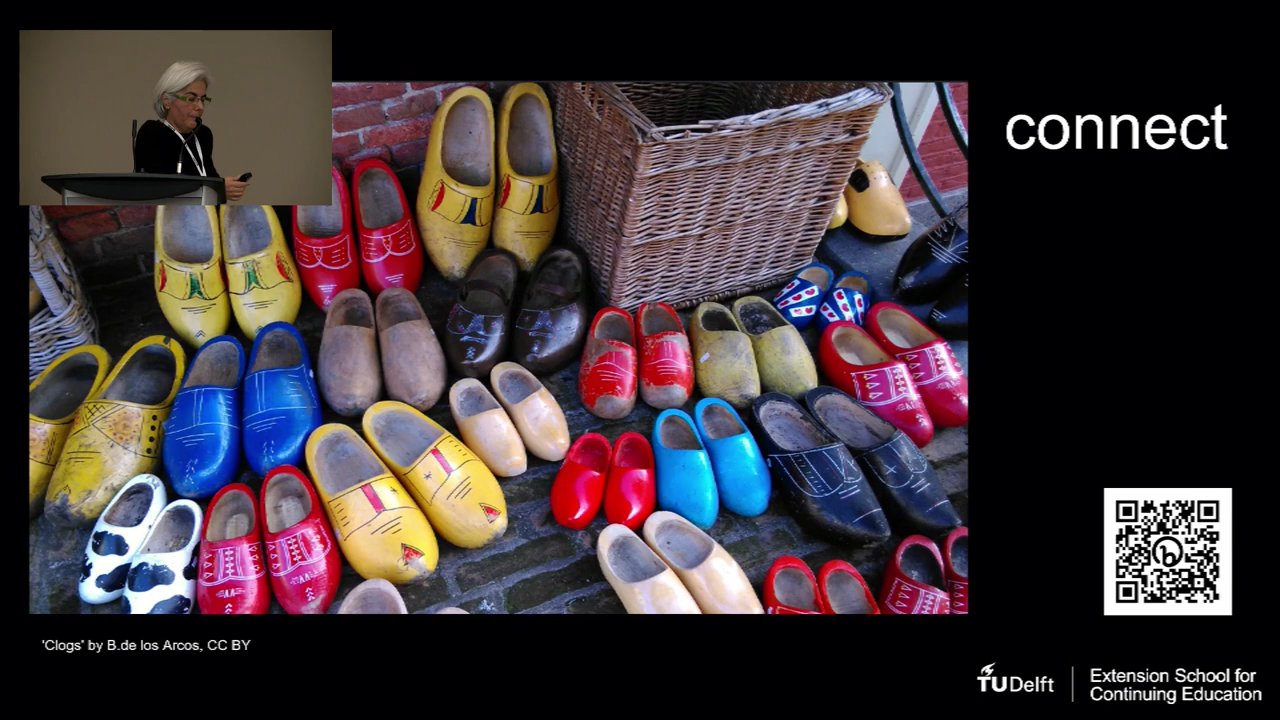 connect
'Clogs' by B.de los Arcos, CC BY
TUDelft
Extension School for
Continuing Education